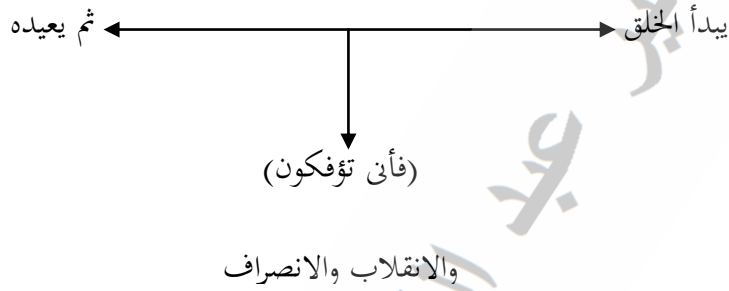 يبدأ الخلق ثم يعيده
(فأنى تؤفكون)
والانقلاب والانصراف